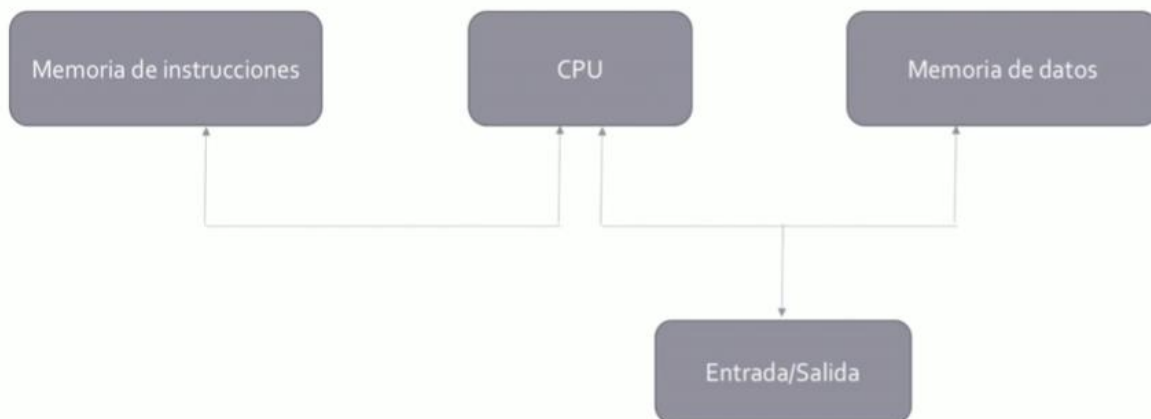 Memoria de instrucciones
CPU
Memoria de datos
Entrada/Salida